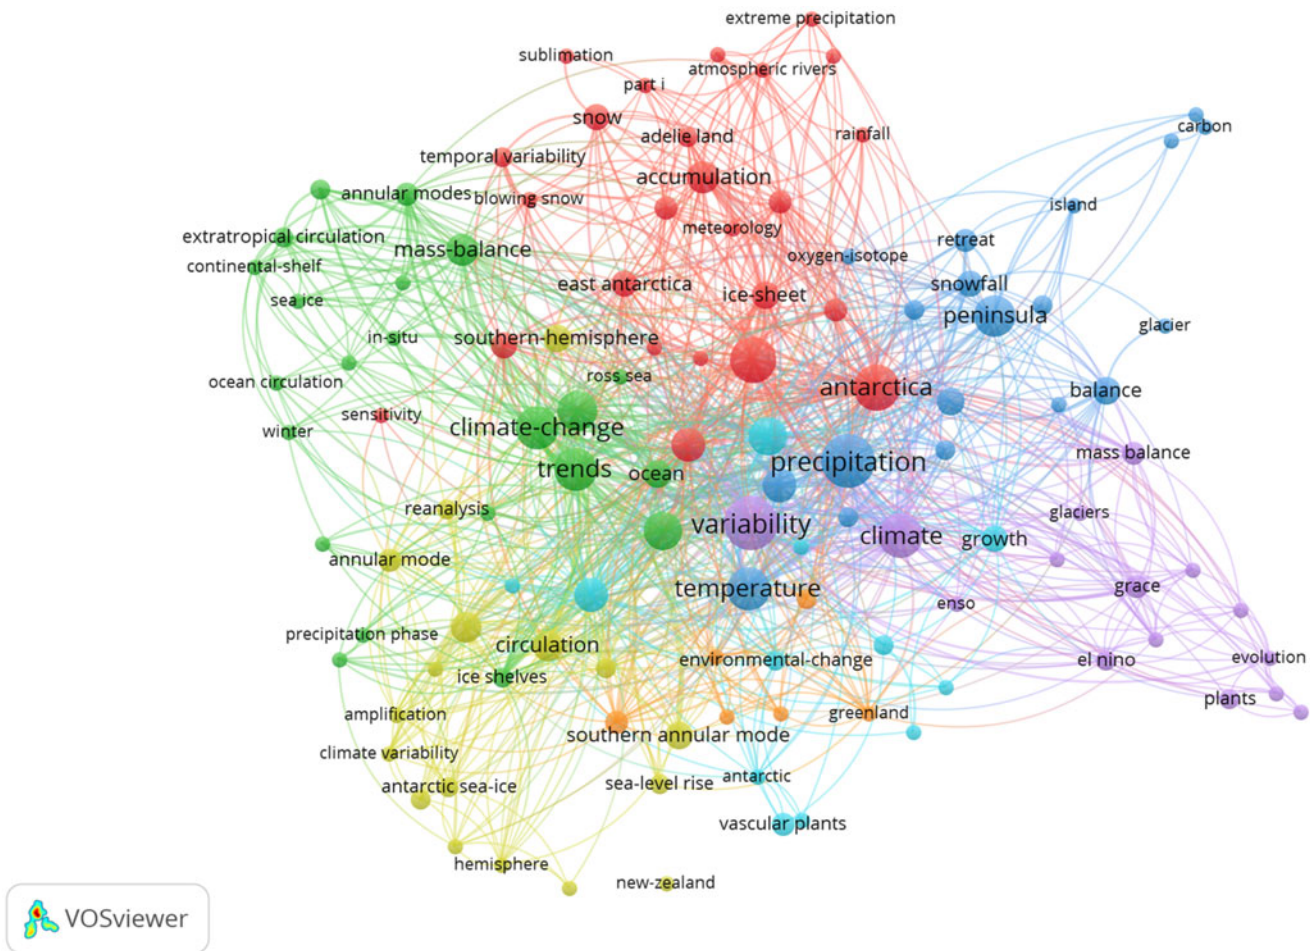 extreme precipitation
sublimation
atmospheric rivers
part i
snow
carbon
adelie land
rainfall
temporal variability
accumulation
annular modes
blowing snow
island
meteorology
extratropical circulation
mass-balance
retreat
oxygen-isotope
continental-shelf
east antarctica
snowfall
sea ice
ice-sheet
peninsula
glacier
in-situ
southern-hemisphere
ross sea
ocean circulation
antarctica
balance
sensitivity
climate-change
winter
mass balance
trends
ocean
precipitation
reanalysis
glaciers
variability
climate
growth
annular mode
temperature
grace
enso
precipitation phase
circulation
environmental-change
el nino
evolution
ice shelves
plants
amplification
greenland
southern annular mode
climate variability
antarctic sea-ice
sea-level rise
antarctic
vascular plants
hemisphere
new-zealand
VOSviewer